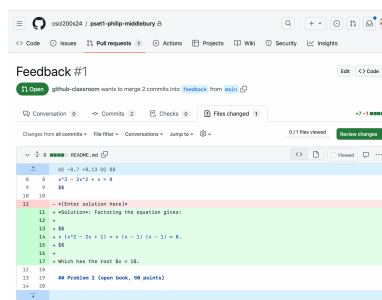 csci200s24 / pset1-philip-middlebury
<> Code Issues Pull requests 1 Actions Projects Wiki Security Insights
Feedback #1
Edit <> Code
Open github-classroom wants to merge 2 commits into feedback from main
Conversation 0 Commits 2 Checks 0 Files changed 1 +7 −1
Changes from all commits File filter Conversations Jump to
0 / 1 files viewed Review changes
8 README.md Viewed
@@ -8,7 +8,13 @@ $$
8 8 x^3 - 2x^2 + x = 0
9 9 $$
10 10
11 - *[Enter solution here]*
11 + *Solution*: Factoring the equation gives:
12 +
13 + $$
14 + x (x^2 - 2x + 1) = x (x - 1) (x - 1) = 0.
15 + $$
16 +
17 + Which has the root $x = 1$.
12 18
13 19 ## Problem 2 (open book, 50 points)
14 20